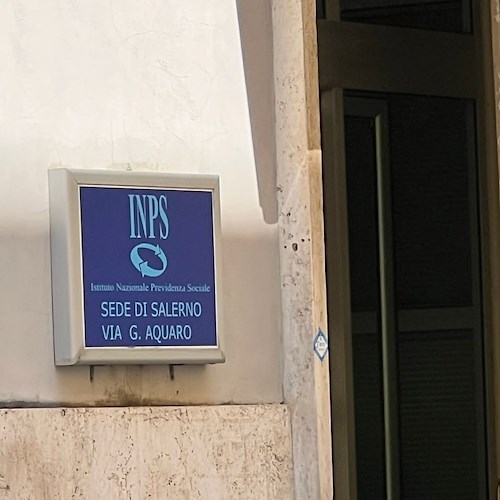 INPS
Istituto Nazionale Previdenza Sociale
SEDE DI SALERNO
VIA G. AQUARO